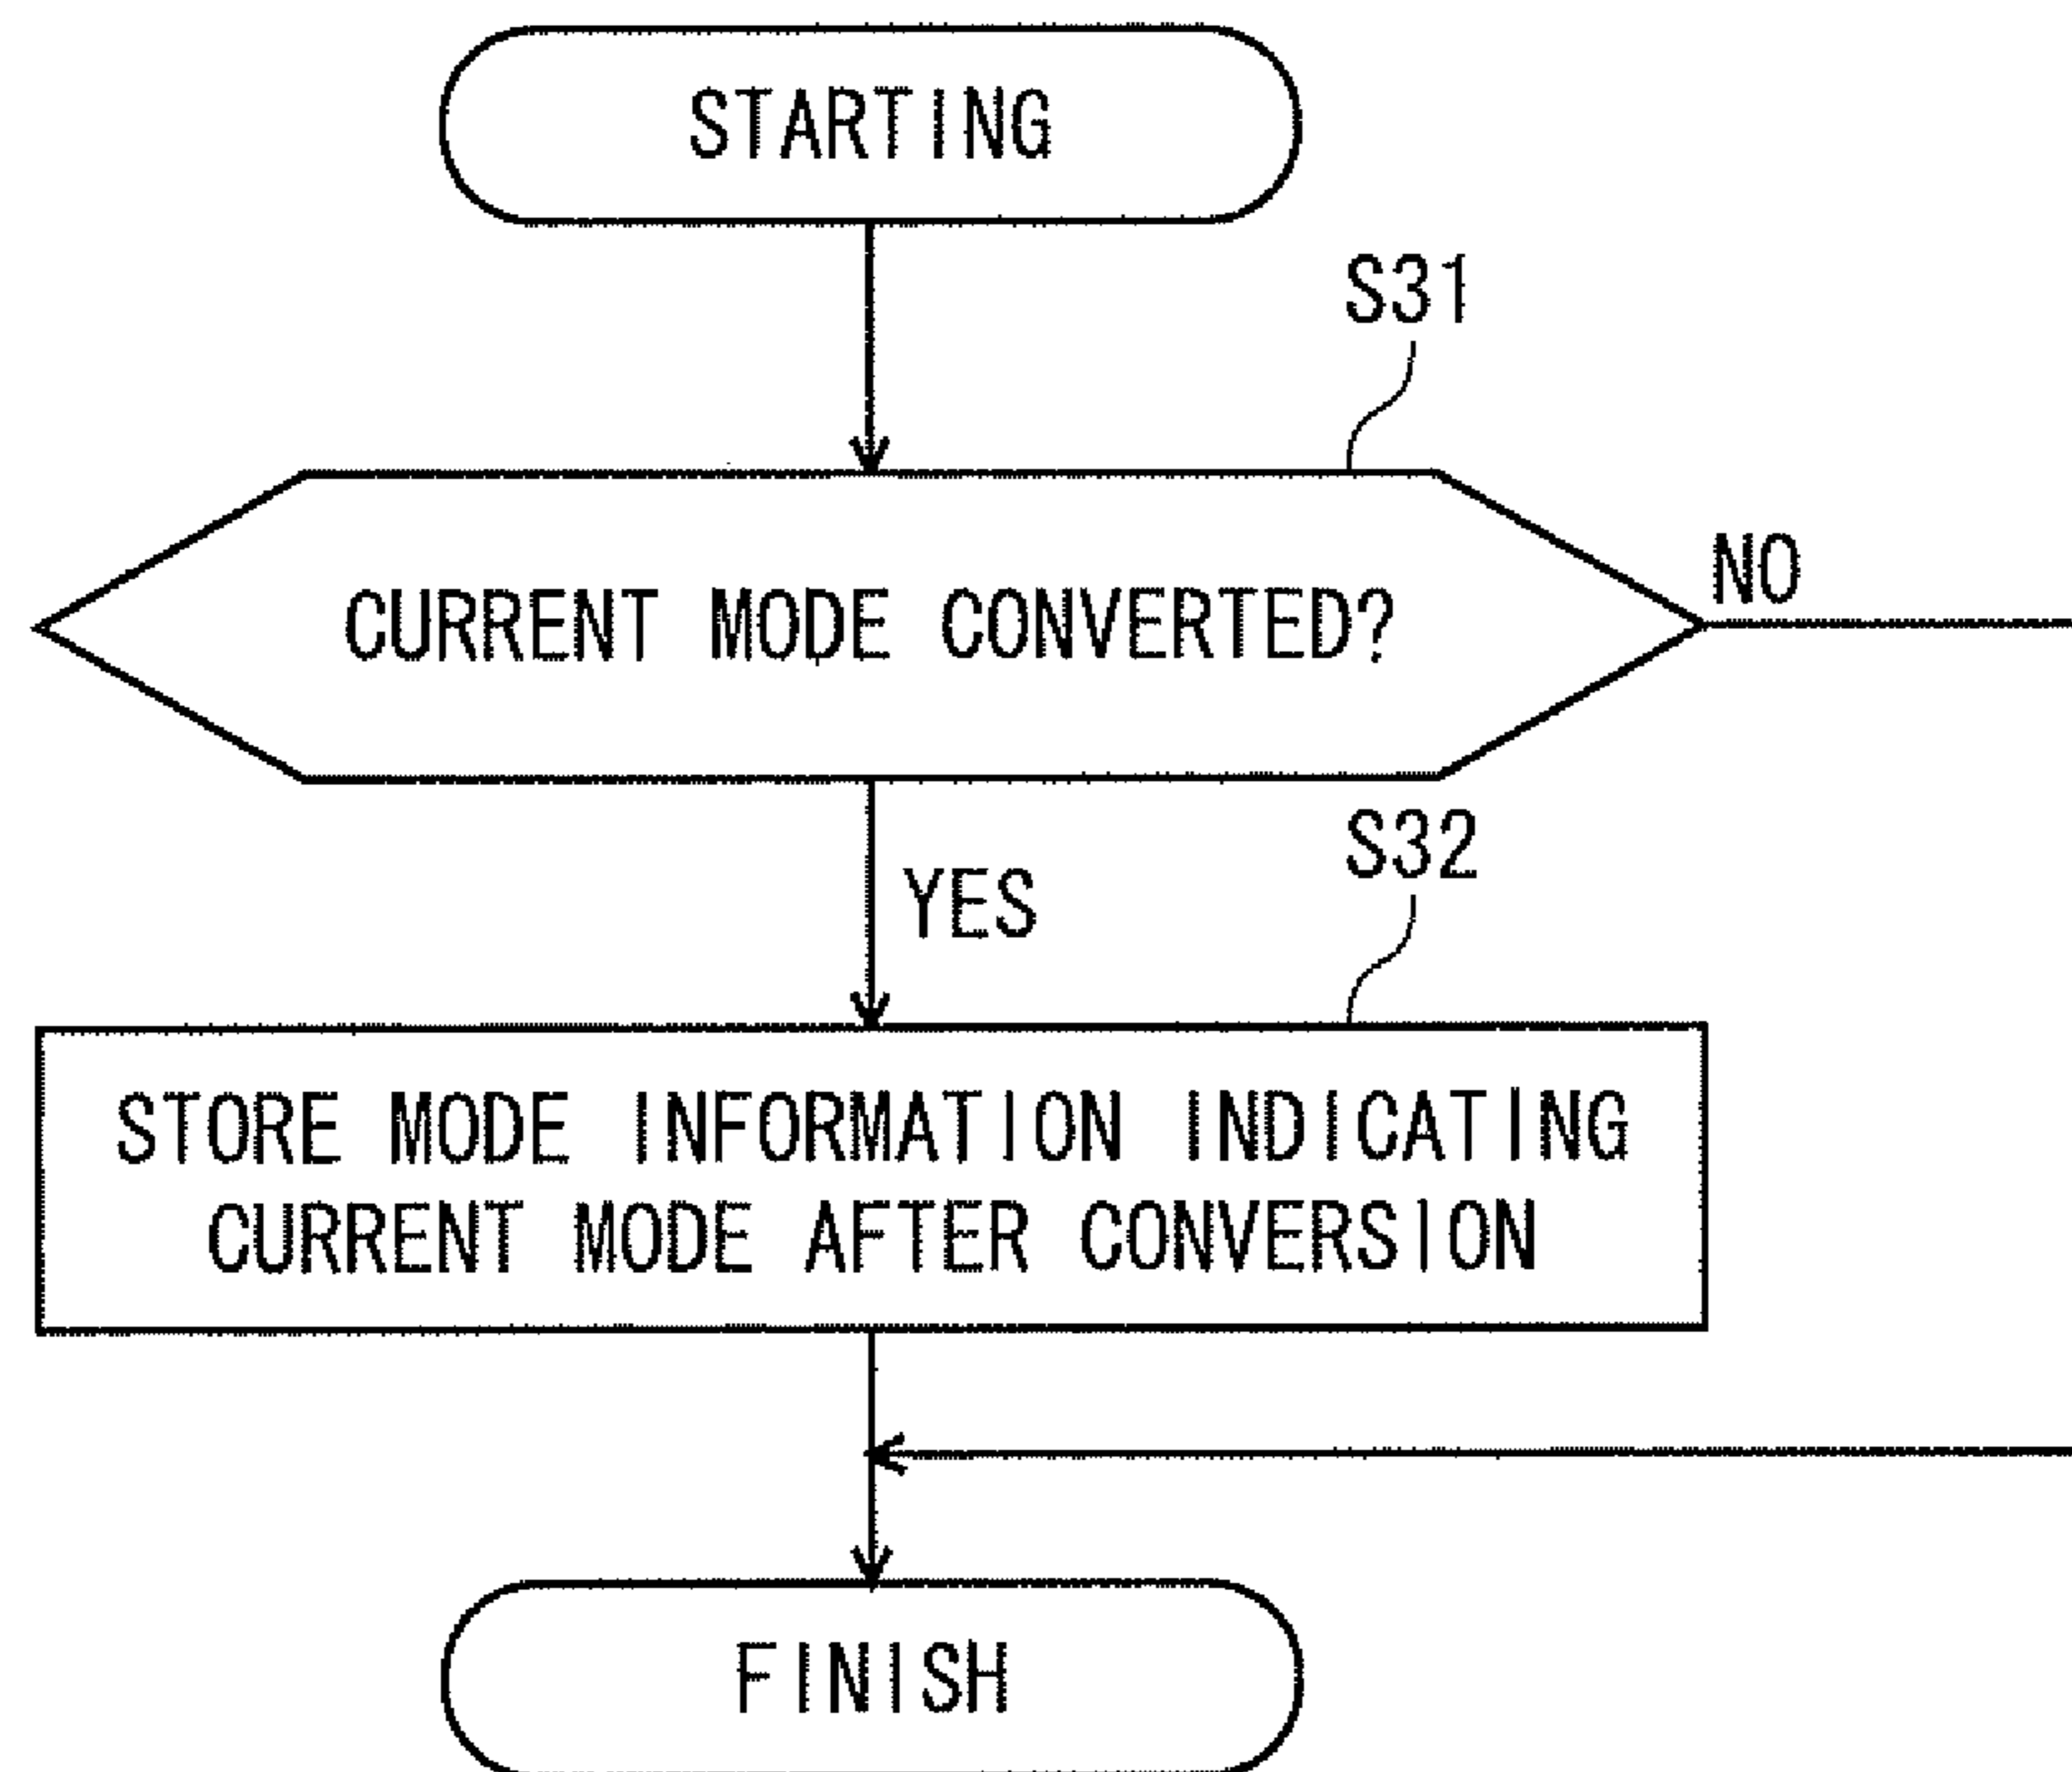 STARTING
S31
CURRENT MODE CONVERTED?
NO
YES
S32
STORE MODE INFORMATION INDICATING
CURRENT MODE AFTER CONVERSION
FINISH